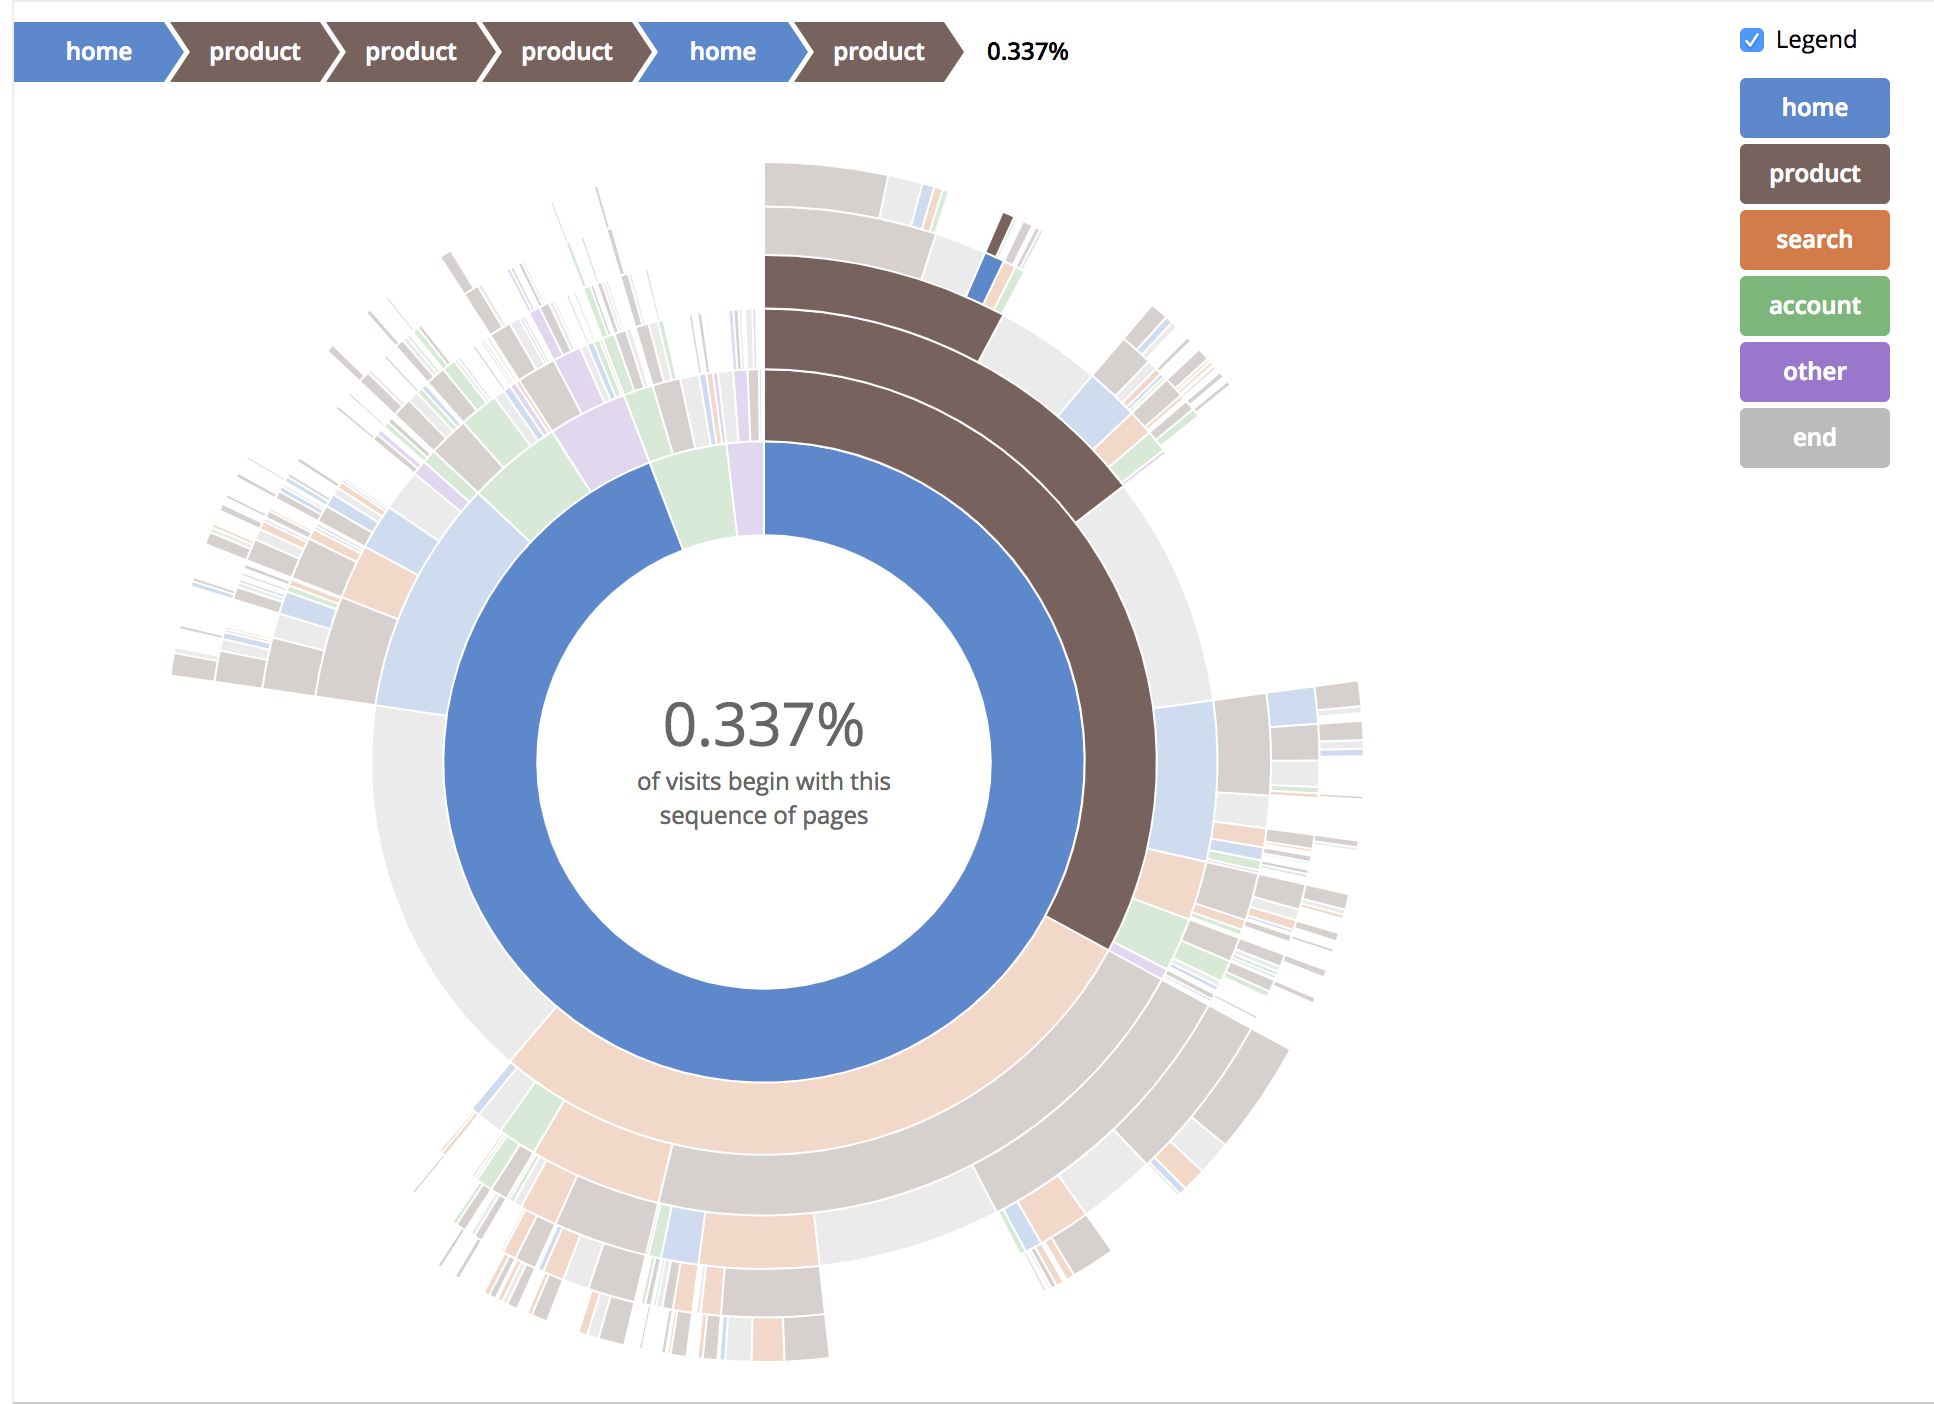 home product product product home product 0.337%
Legend
home
product
search
account
other
end
0.337%
of visits begin with this
sequence of pages